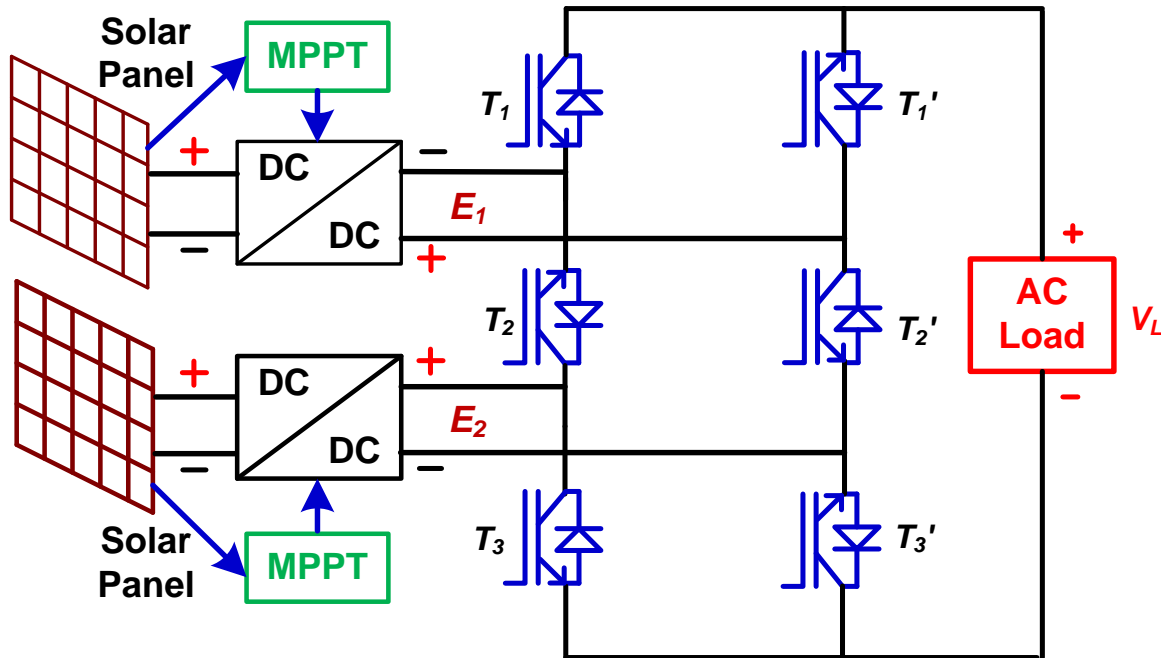 Solar
Panel
MPPT
T1
T1'
+
−
DC
DC
−
E1
+
+
AC
Load
VL
−
T2
T2'
+
−
DC
DC
+
E2
−
Solar
Panel
MPPT
T3
T3'